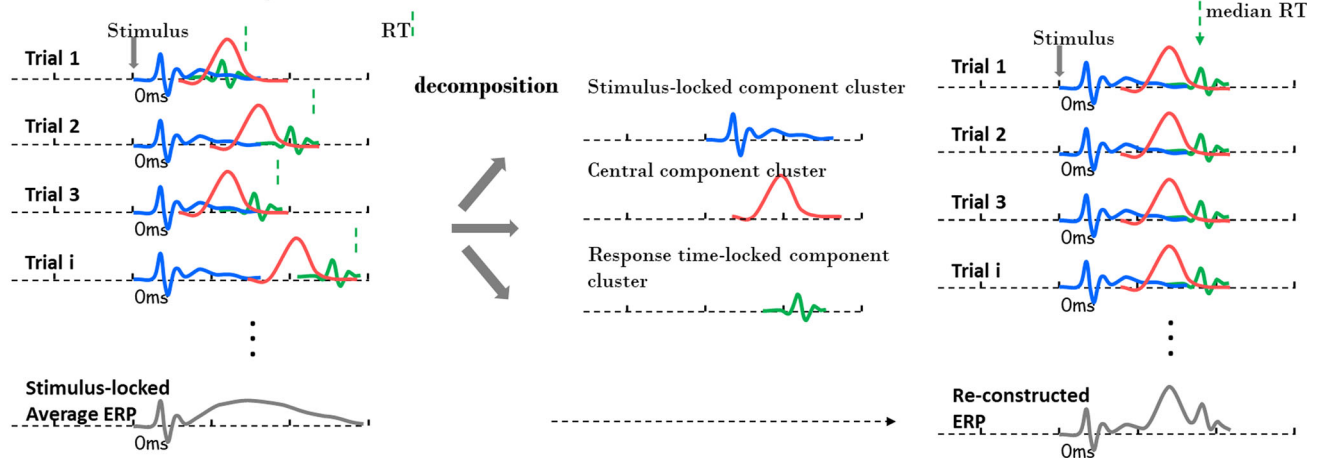 Stimulus
RT
Trial 1
0ms
Trial 2
0ms
Trial 3
0ms
Trial i
0ms
Stimulus-locked
Average ERP
0ms
decomposition
Stimulus-locked component cluster
Central component cluster
Response time-locked component
cluster
median RT
Stimulus
Trial 1
0ms
Trial 2
0ms
Trial 3
0ms
Trial i
0ms
Re-constructed
ERP
0ms